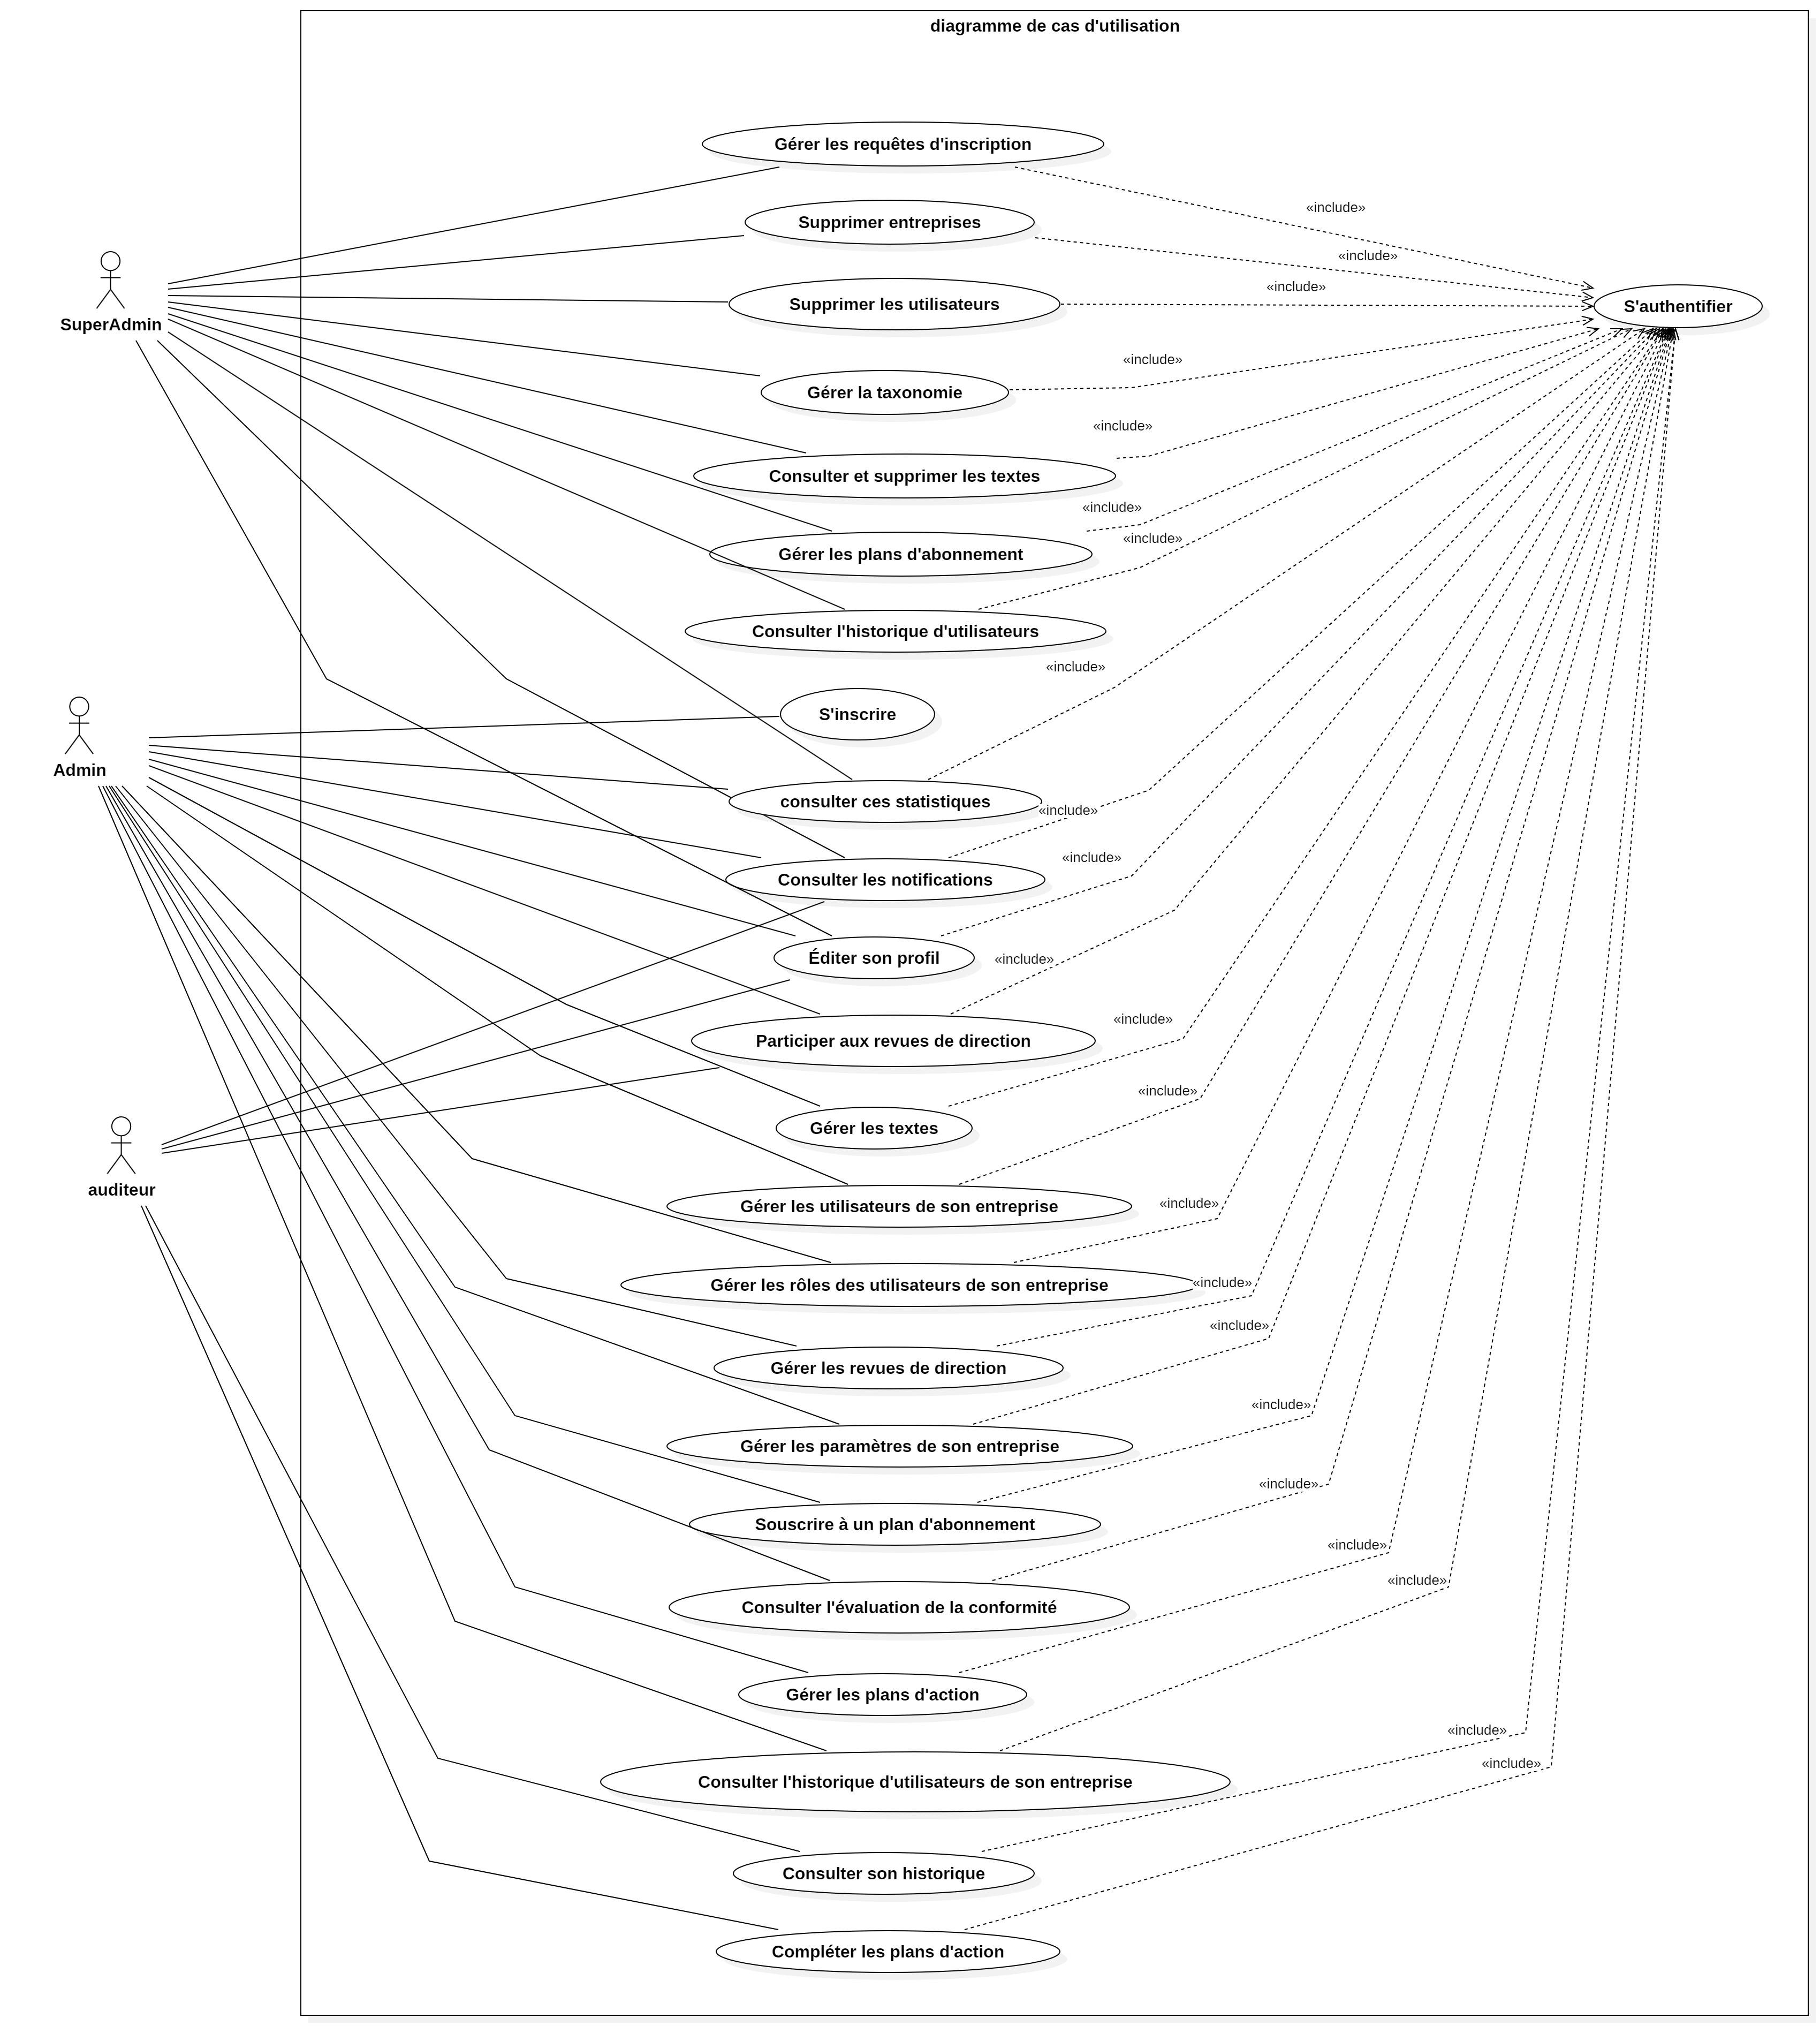 diagramme de cas d'utilisation
Gérer les requêtes d'inscription
«include»
Supprimer entreprises
«include»
«include»
Supprimer les utilisateurs
S'authentifier
SuperAdmin
«include»
Gérer la taxonomie
«include»
Consulter et supprimer les textes
«include»
«include»
Gérer les plans d'abonnement
Consulter l'historique d'utilisateurs
«include»
S'inscrire
Admin
consulter ces statistiques
«include»
«include»
Consulter les notifications
Éditer son profil
«include»
«include»
Participer aux revues de direction
«include»
Gérer les textes
auditeur
«include»
Gérer les utilisateurs de son entreprise
«include»
Gérer les rôles des utilisateurs de son entreprise
«include»
Gérer les revues de direction
«include»
Gérer les paramètres de son entreprise
«include»
Souscrire à un plan d'abonnement
«include»
«include»
Consulter l'évaluation de la conformité
Gérer les plans d'action
«include»
«include»
Consulter l'historique d'utilisateurs de son entreprise
Consulter son historique
Compléter les plans d'action